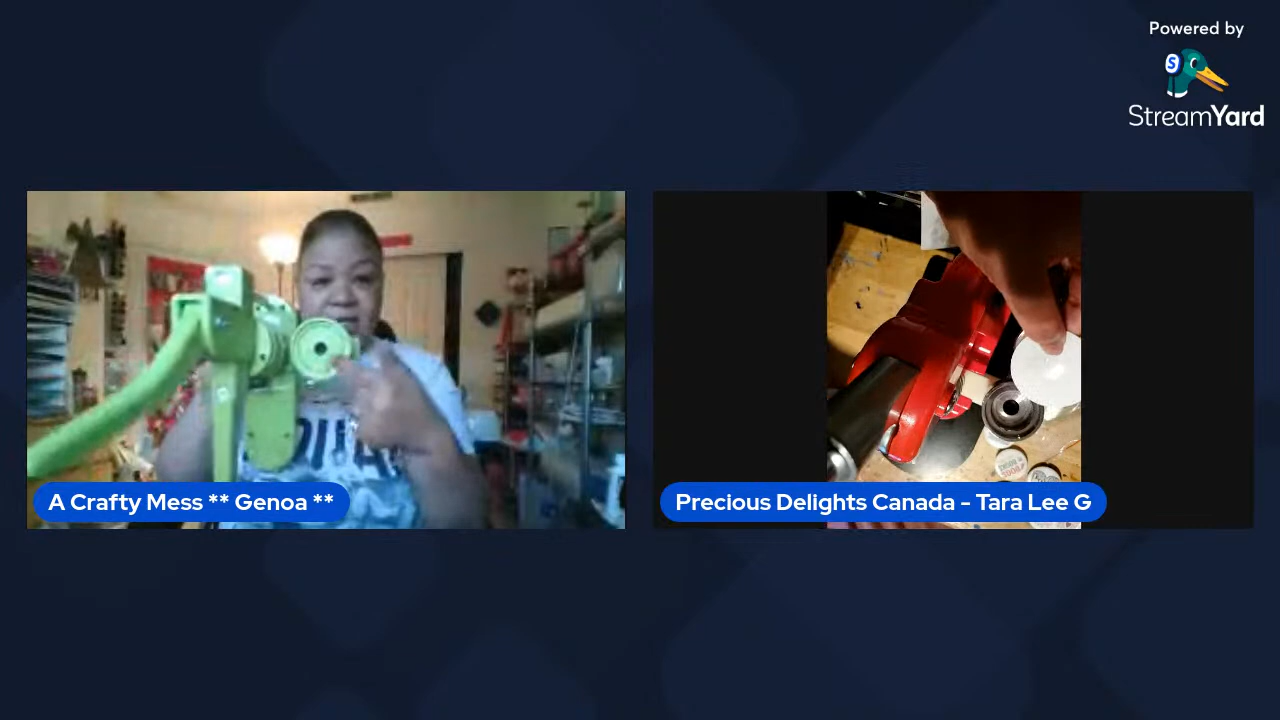 Powered by
S
StreamYard
A Crafty Mess ** Genoa **
Precious Delights Canada - Tara Lee G